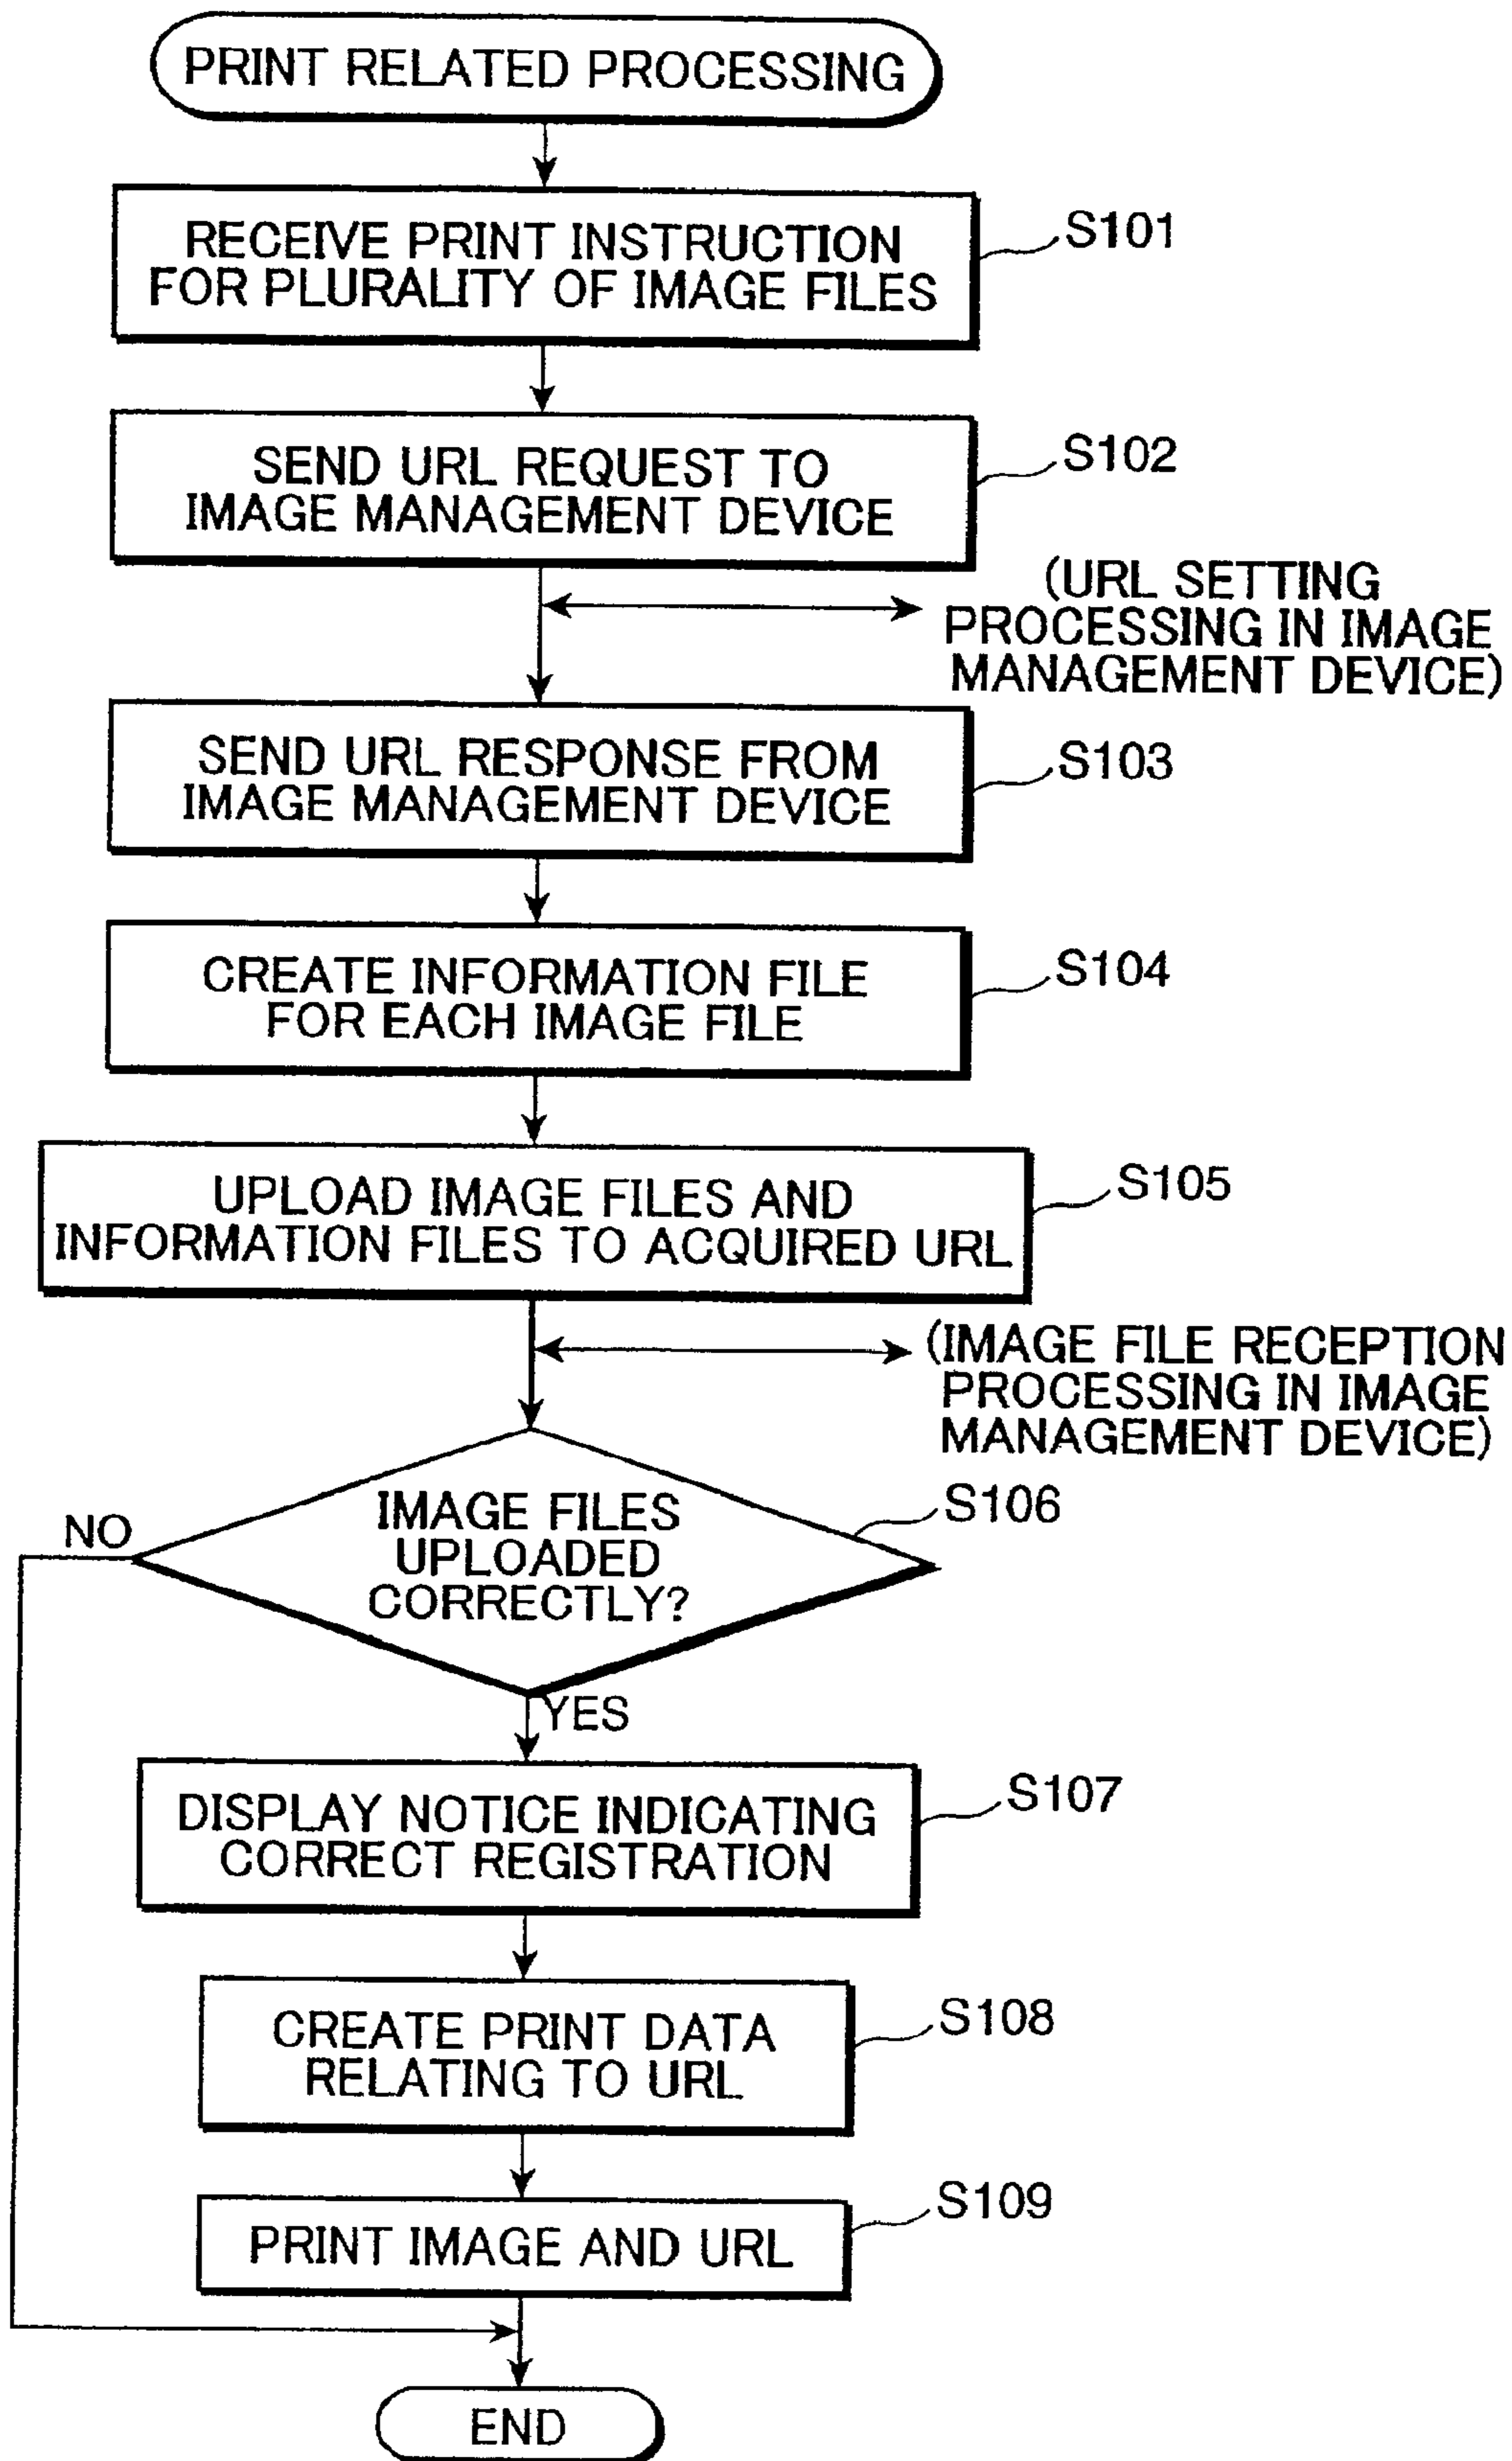 PRINT RELATED PROCESSING
RECEIVE PRINT INSTRUCTION
FOR PLURALITY OF IMAGE FILES
S101
SEND URL REQUEST TO
IMAGE MANAGEMENT DEVICE
S102
(URL SETTING
PROCESSING IN IMAGE
MANAGEMENT DEVICE)
SEND URL RESPONSE FROM
IMAGE MANAGEMENT DEVICE
S103
CREATE INFORMATION FILE
FOR EACH IMAGE FILE
S104
UPLOAD IMAGE FILES AND
INFORMATION FILES TO ACQUIRED URL
S105
(IMAGE FILE RECEPTION
PROCESSING IN IMAGE
MANAGEMENT DEVICE)
IMAGE FILES
UPLOADED
CORRECTLY?
S106
NO
YES
DISPLAY NOTICE INDICATING
CORRECT REGISTRATION
S107
CREATE PRINT DATA
RELATING TO URL
S108
PRINT IMAGE AND URL
S109
END